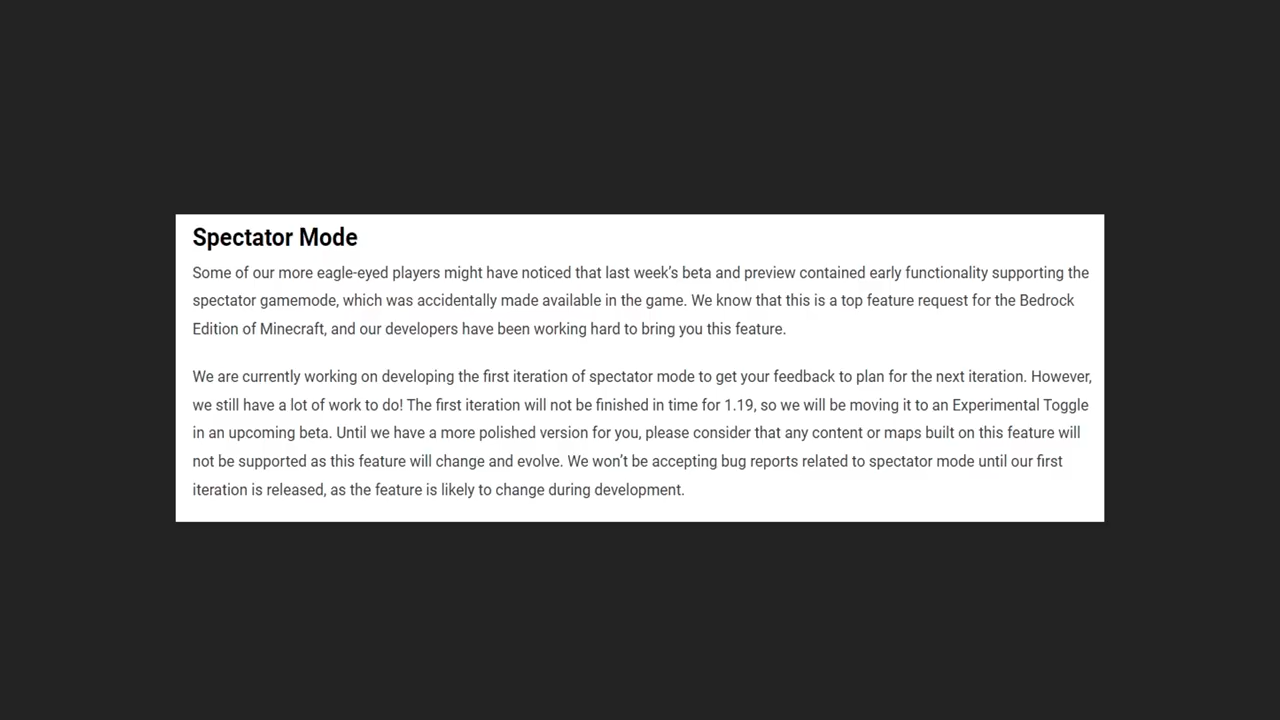 Spectator Mode
Some of our more eagle-eyed players might have noticed that last week’s beta and preview contained early functionality supporting the
spectator gamemode, which was accidentally made available in the game. We know that this is a top feature request for the Bedrock
Edition of Minecraft, and our developers have been working hard to bring you this feature.
We are currently working on developing the first iteration of spectator mode to get your feedback to plan for the next iteration. However,
we still have a lot of work to do! The first iteration will not be finished in time for 1.19, so we will be moving it to an Experimental Toggle
in an upcoming beta. Until we have a more polished version for you, please consider that any content or maps built on this feature will
not be supported as this feature will change and evolve. We won’t be accepting bug reports related to spectator mode until our first
iteration is released, as the feature is likely to change during development.